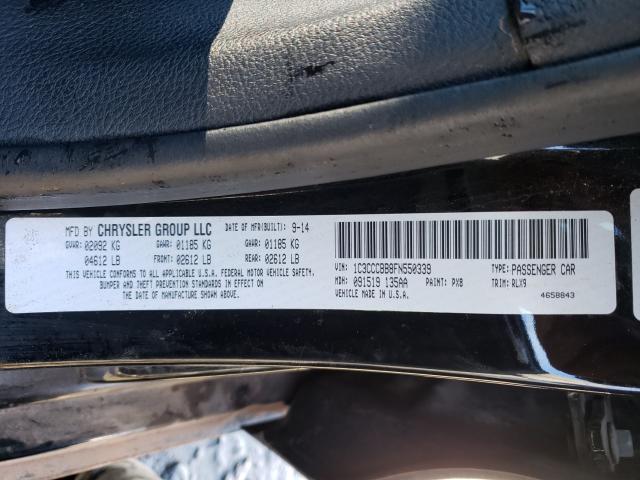 MFD BY CHRYSLER GROUP LLC DATE OF MFR(BUILT): 9-14
GVWR: 02092 KG GAWR: 01185 KG GAWR: 01185 KG
04612 LB FRONT: 02612 LB REAR: 02612 LB
THIS VEHICLE CONFORMS TO ALL APPLICABLE U.S.A. FEDERAL MOTOR VEHICLE SAFETY,
BUMPER AND THEFT PREVENTION STANDARDS IN EFFECT ON
THE DATE OF MANUFACTURE SHOWN ABOVE.
VIN: 1C3CCCBB8FN550339 TYPE: PASSENGER CAR
MDH: 091519 135AA PAINT: PX8 TRIM: RLX9
VEHICLE MADE IN U.S.A. 4658843